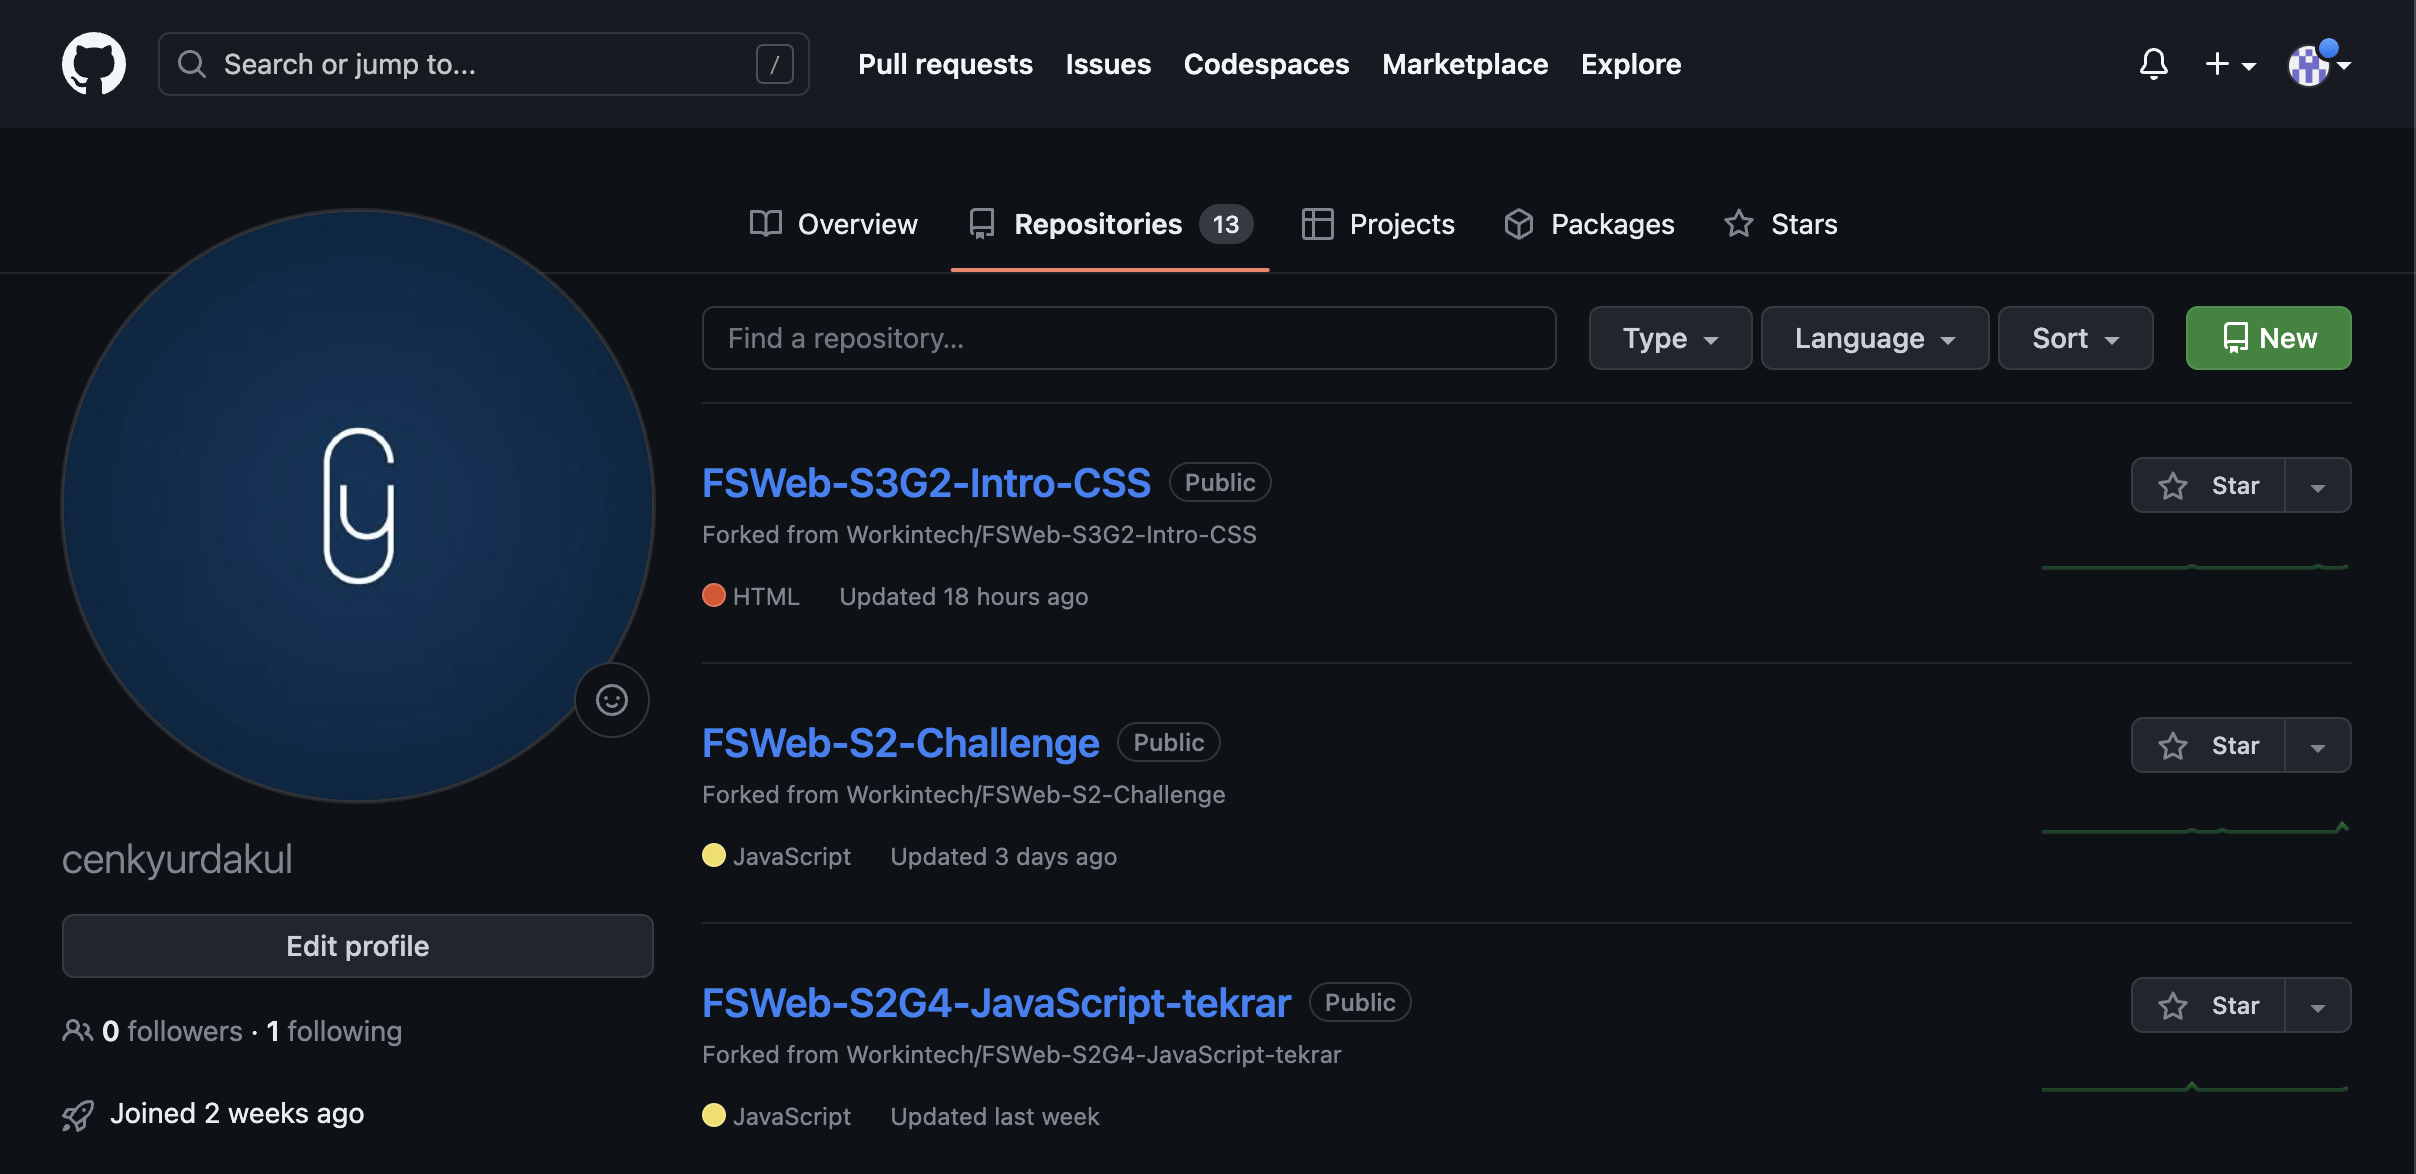 Search or jump to... /
Pull requests Issues Codespaces Marketplace Explore
Overview Repositories 13 Projects Packages Stars
Find a repository... Type Language Sort New
FSWeb-S3G2-Intro-CSS Public
Star
Forked from Workintech/FSWeb-S3G2-Intro-CSS
HTML Updated 18 hours ago
FSWeb-S2-Challenge Public
Star
Forked from Workintech/FSWeb-S2-Challenge
JavaScript Updated 3 days ago
FSWeb-S2G4-JavaScript-tekrar Public
Star
Forked from Workintech/FSWeb-S2G4-JavaScript-tekrar
JavaScript Updated last week
cenkyurdakul
Edit profile
0 followers · 1 following
Joined 2 weeks ago